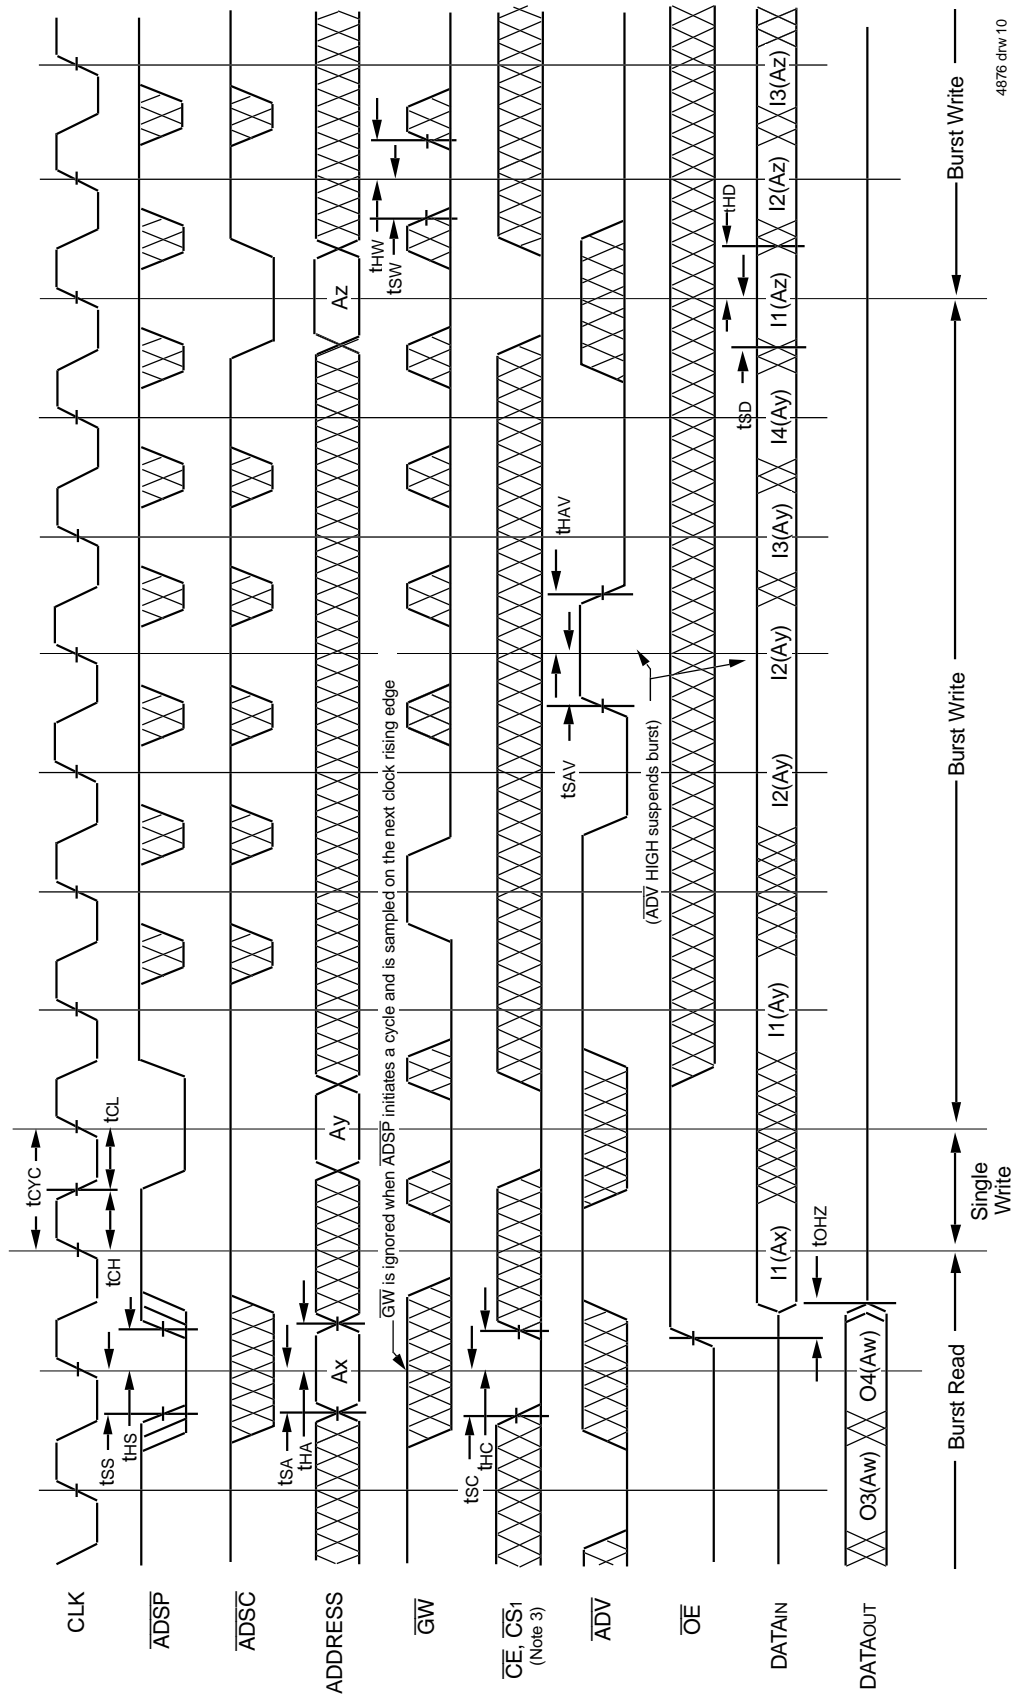 CLK
tCYC
tCH
tCL
tSS
tHS
ADSP
ADSC
ADDRESS
tSA
tHA
Ax
Ay
Az
GW
GW is ignored when ADSP initiates a cycle and is sampled on the next clock rising edge
tHW
tSW
CE, CS1
(Note 3)
tSC
tHC
ADV
tSAV
tHAV
(ADV HIGH suspends burst)
OE
DATAIN
I1(Ax)
I1(Ay)
I2(Ay)
I2(Ay)
I3(Ay)
I4(Ay)
I1(Az)
I2(Az)
I3(Az)
tSD
tHD
tOHZ
DATAOUT
O3(Aw)
O4(Aw)
Burst Read
Single
Write
Burst Write
Burst Write
Burst Write
4876 drw 10